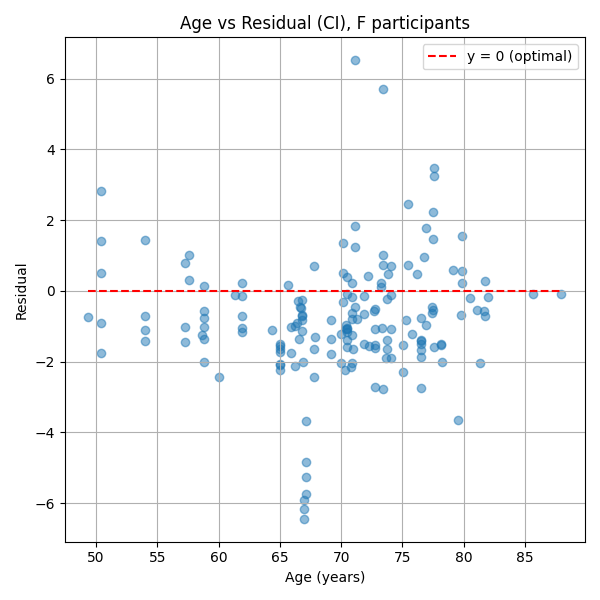 Age vs Residual (CI), F participants
y = 0 (optimal)
6
4
2
0
−2
−4
−6
Residual
50 55 60 65 70 75 80 85
Age (years)